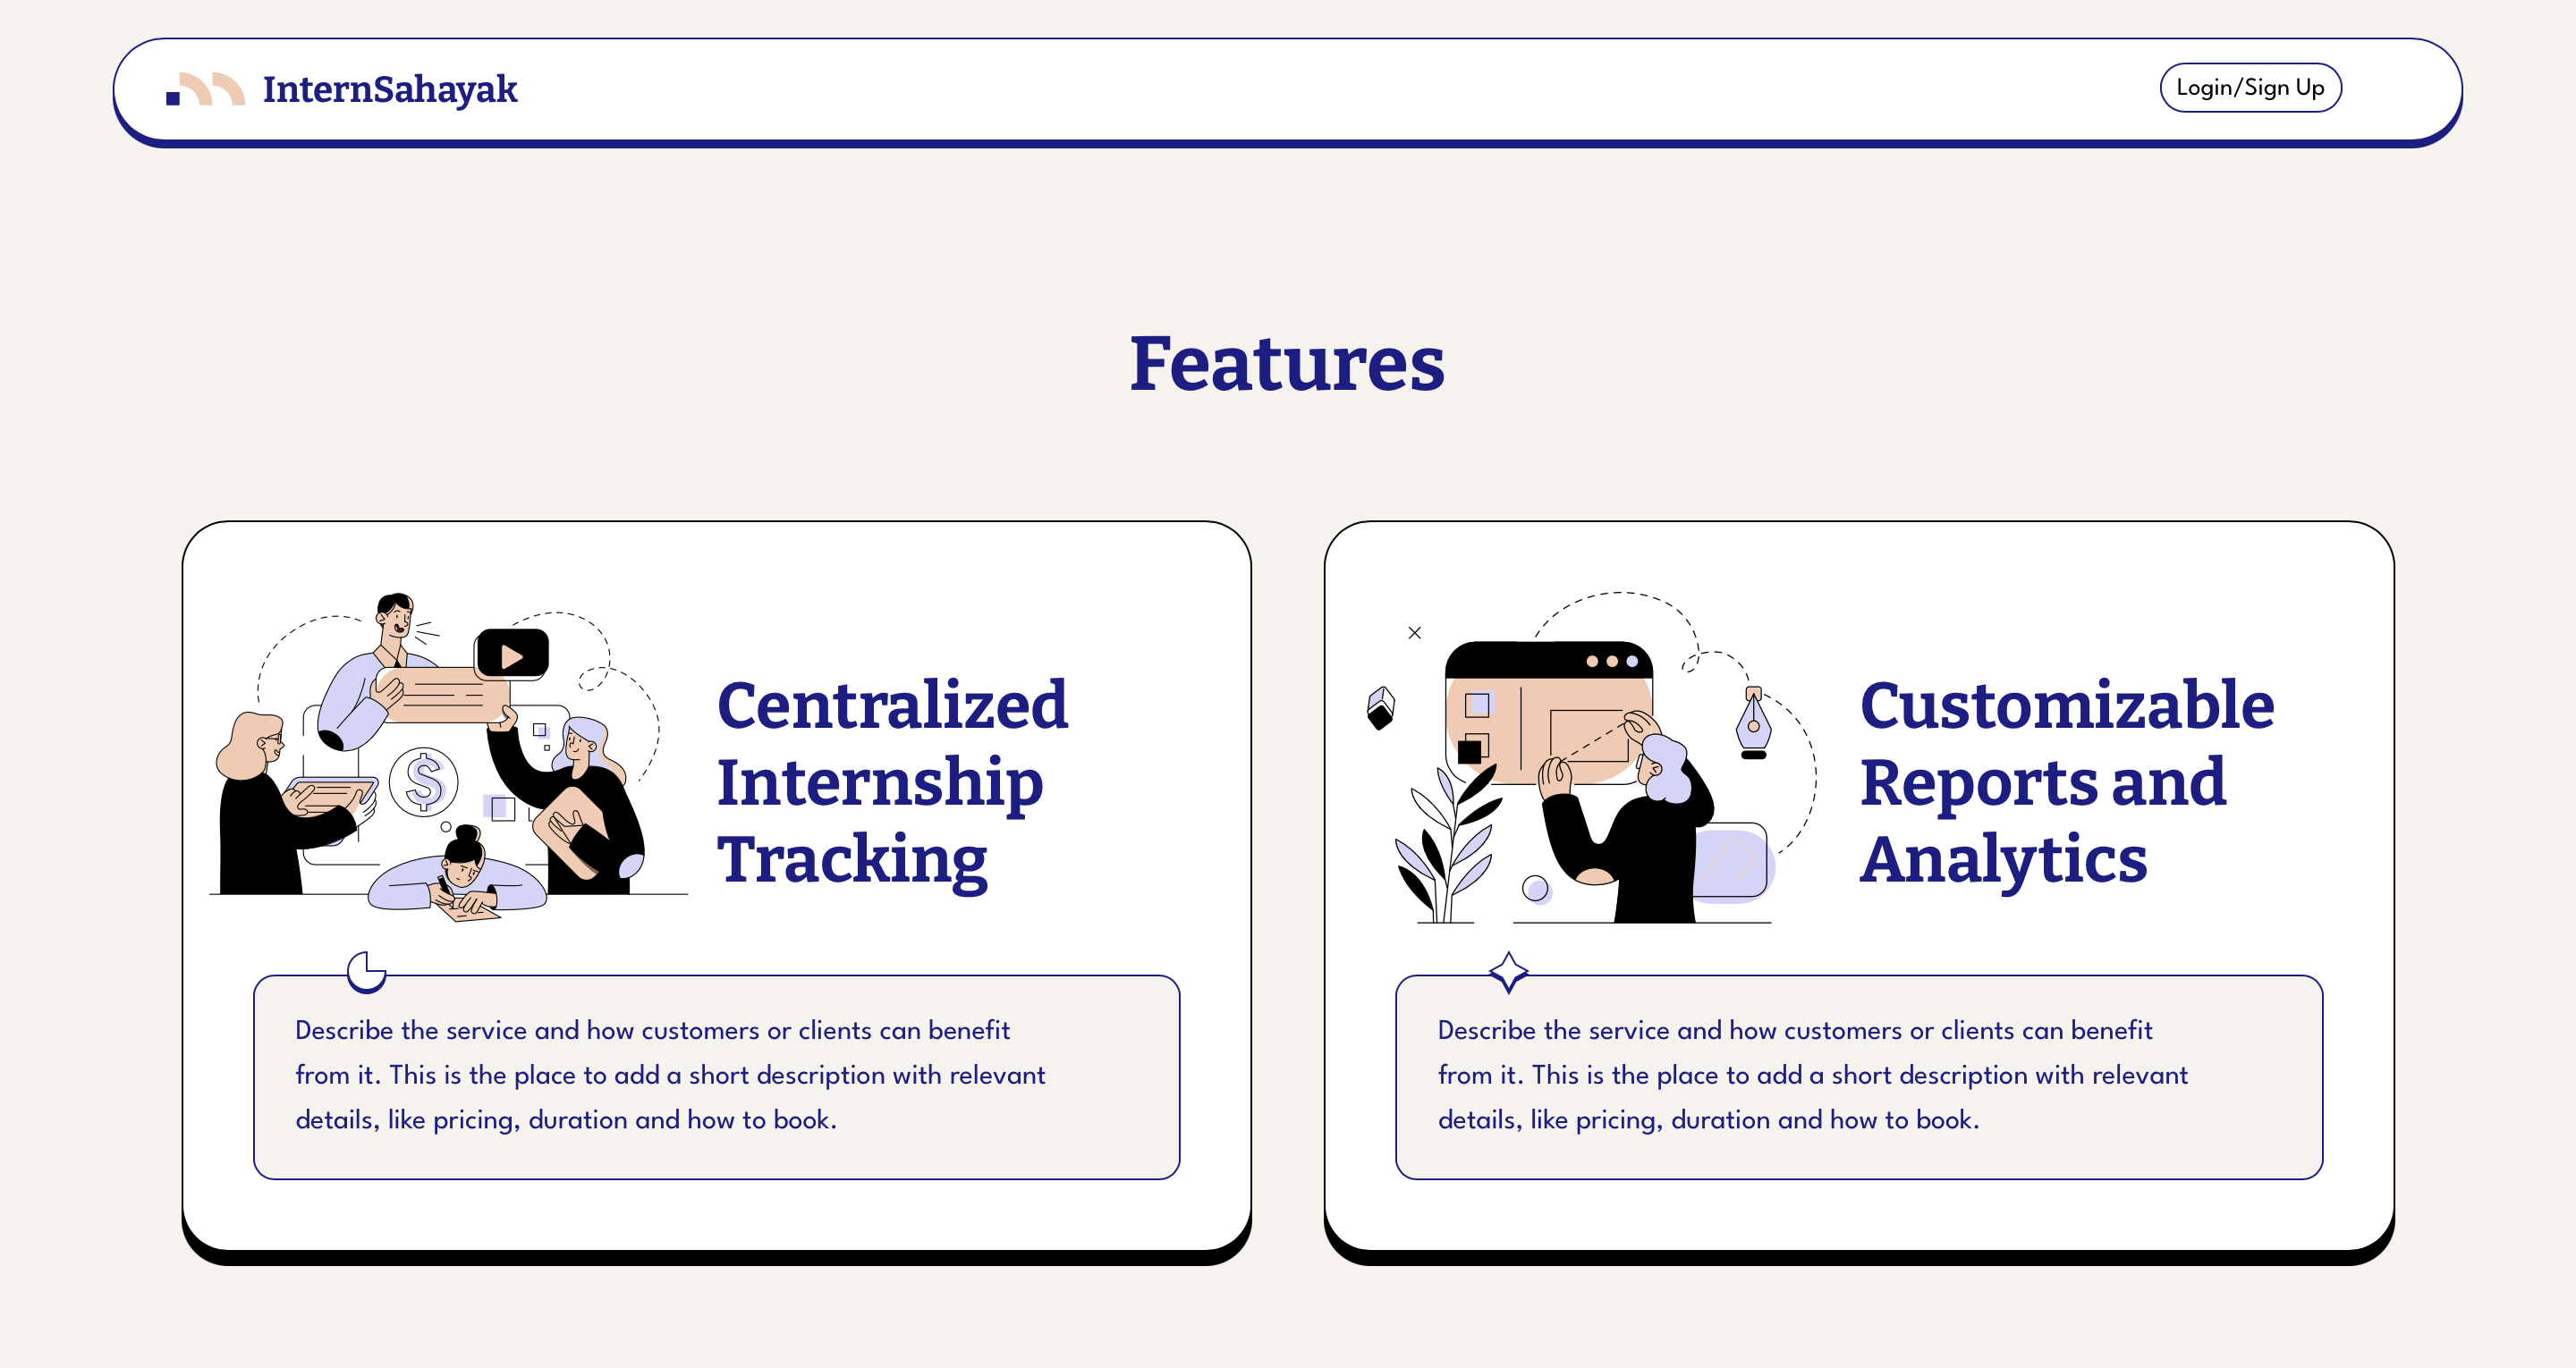 InternSahayak
Login/Sign Up
Features
Centralized
Internship
Tracking
Describe the service and how customers or clients can benefit
from it. This is the place to add a short description with relevant
details, like pricing, duration and how to book.
Customizable
Reports and
Analytics
Describe the service and how customers or clients can benefit
from it. This is the place to add a short description with relevant
details, like pricing, duration and how to book.